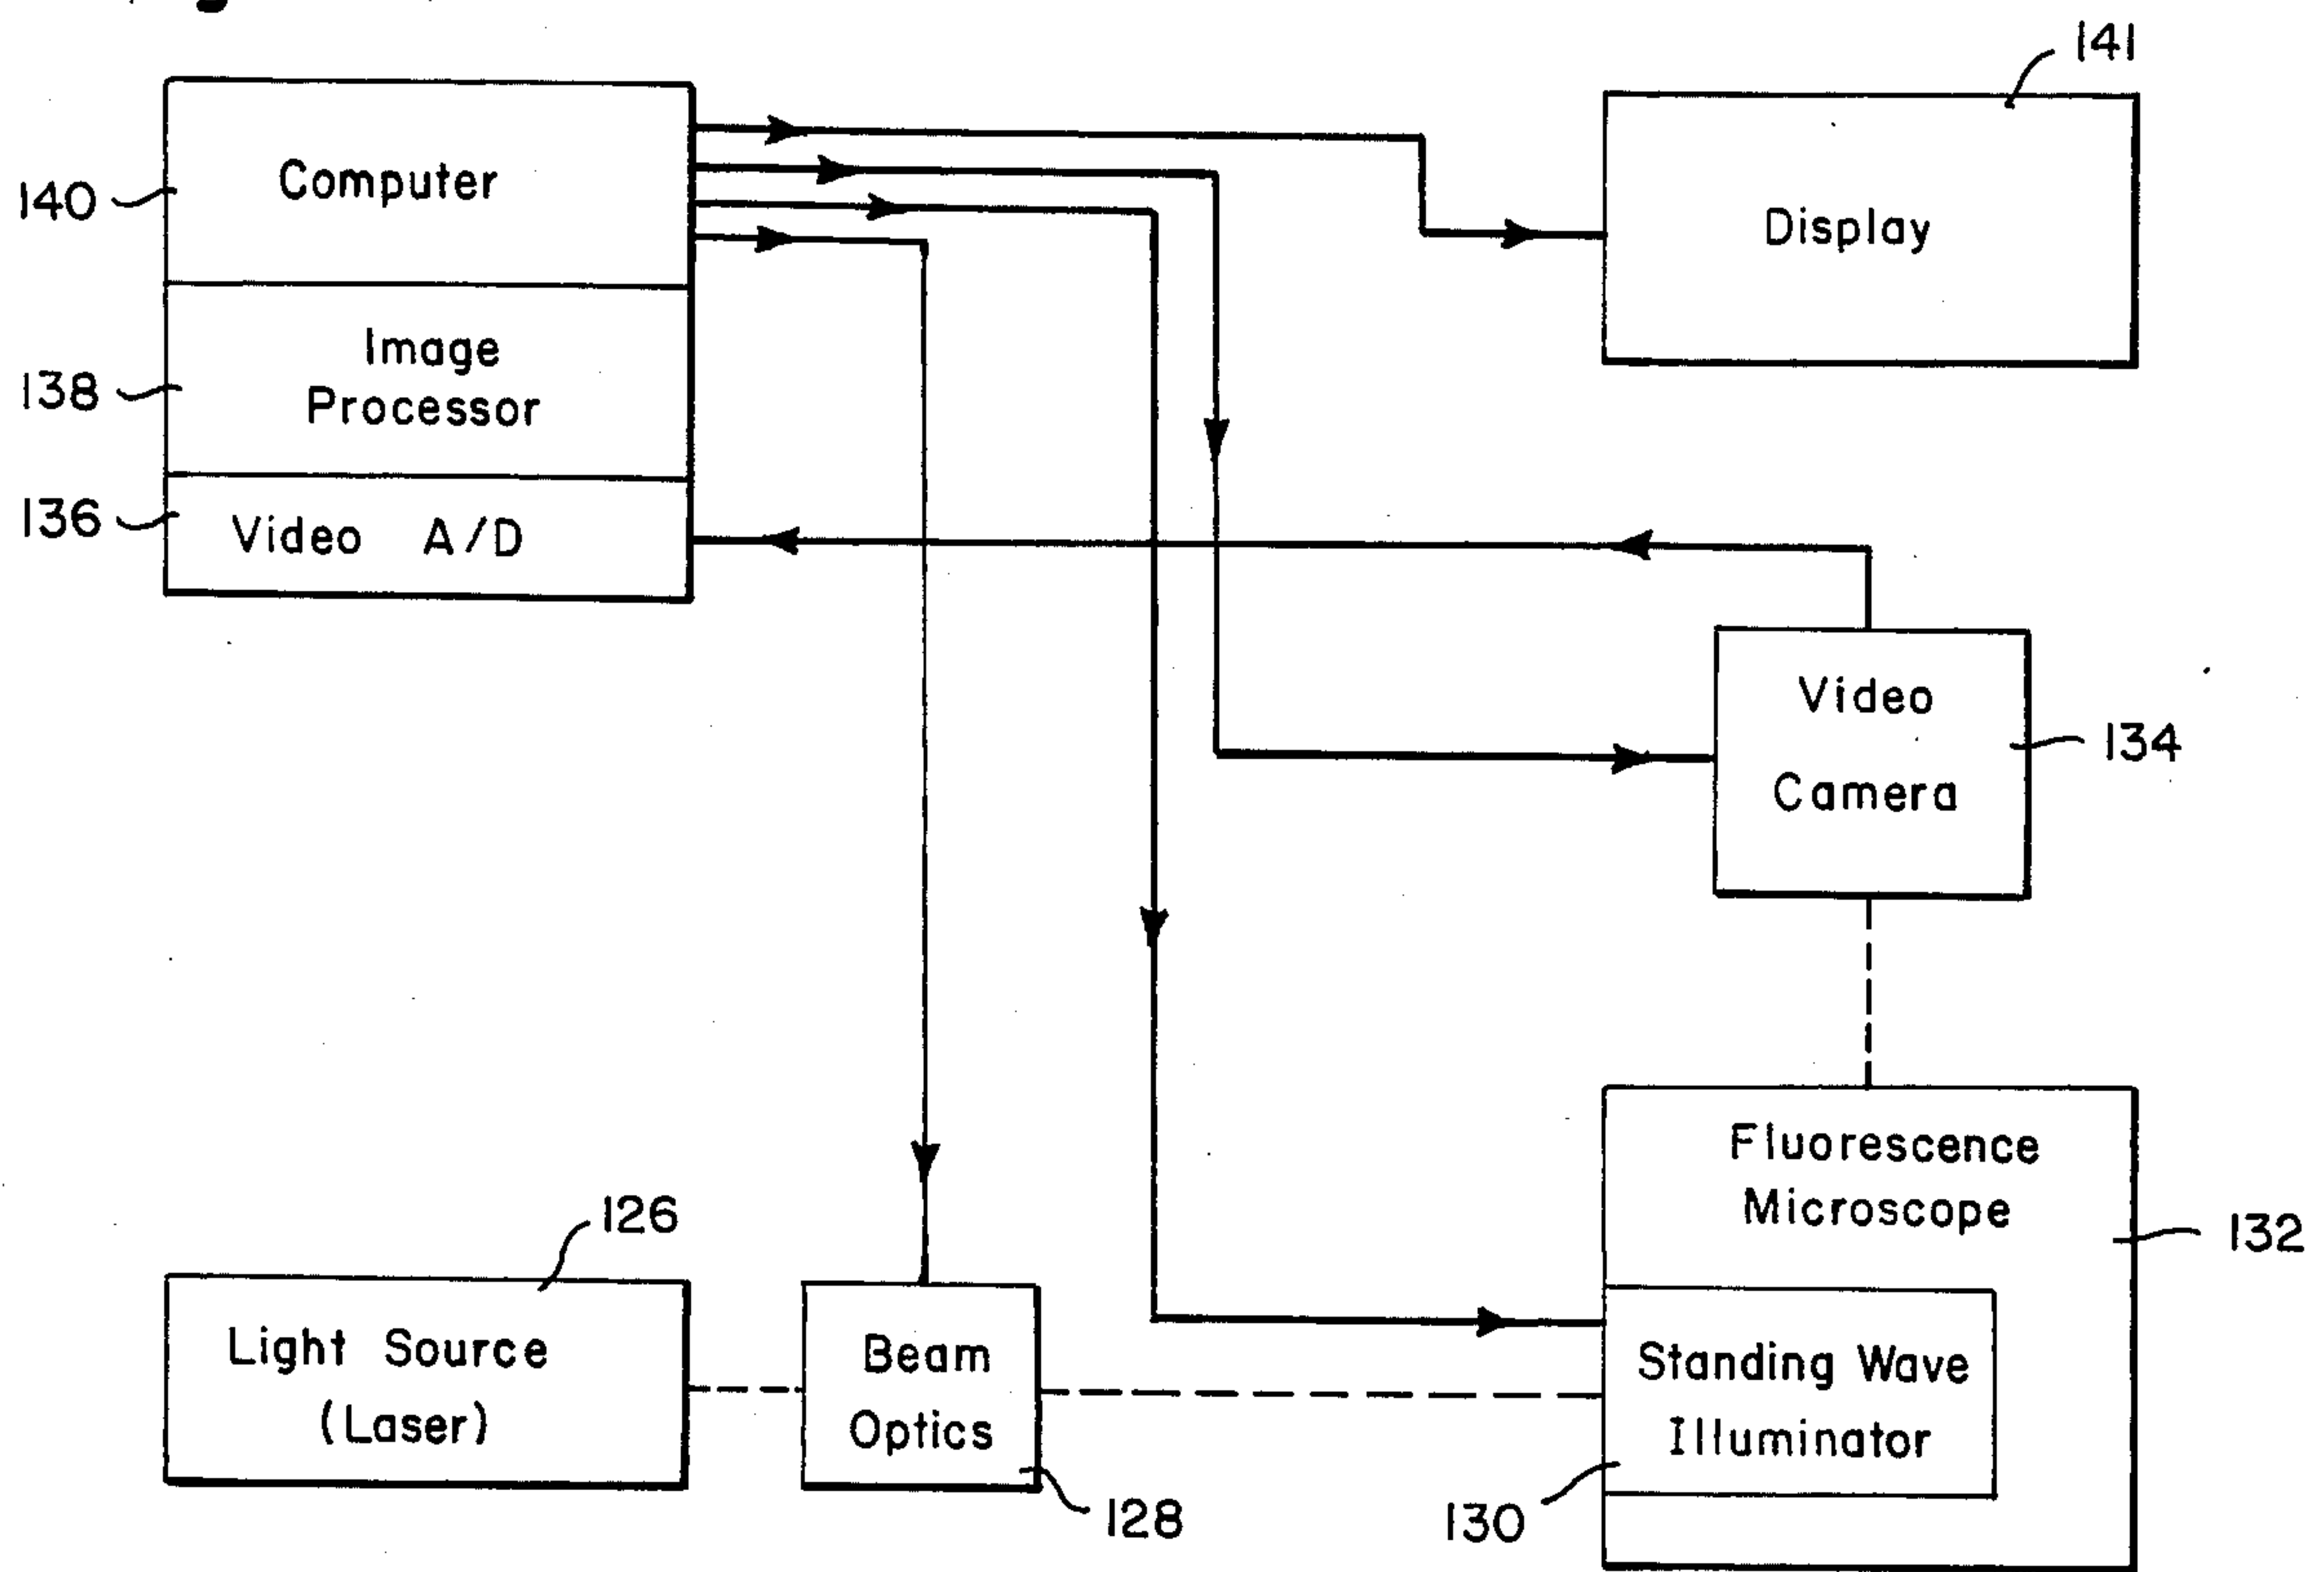 141
Computer
140
Display
Image
Processor
138
Video A/D
136
Video
Camera
134
Fluorescence
Microscope
132
126
Light Source
(Laser)
Beam
Optics
128
Standing Wave
Illuminator
130